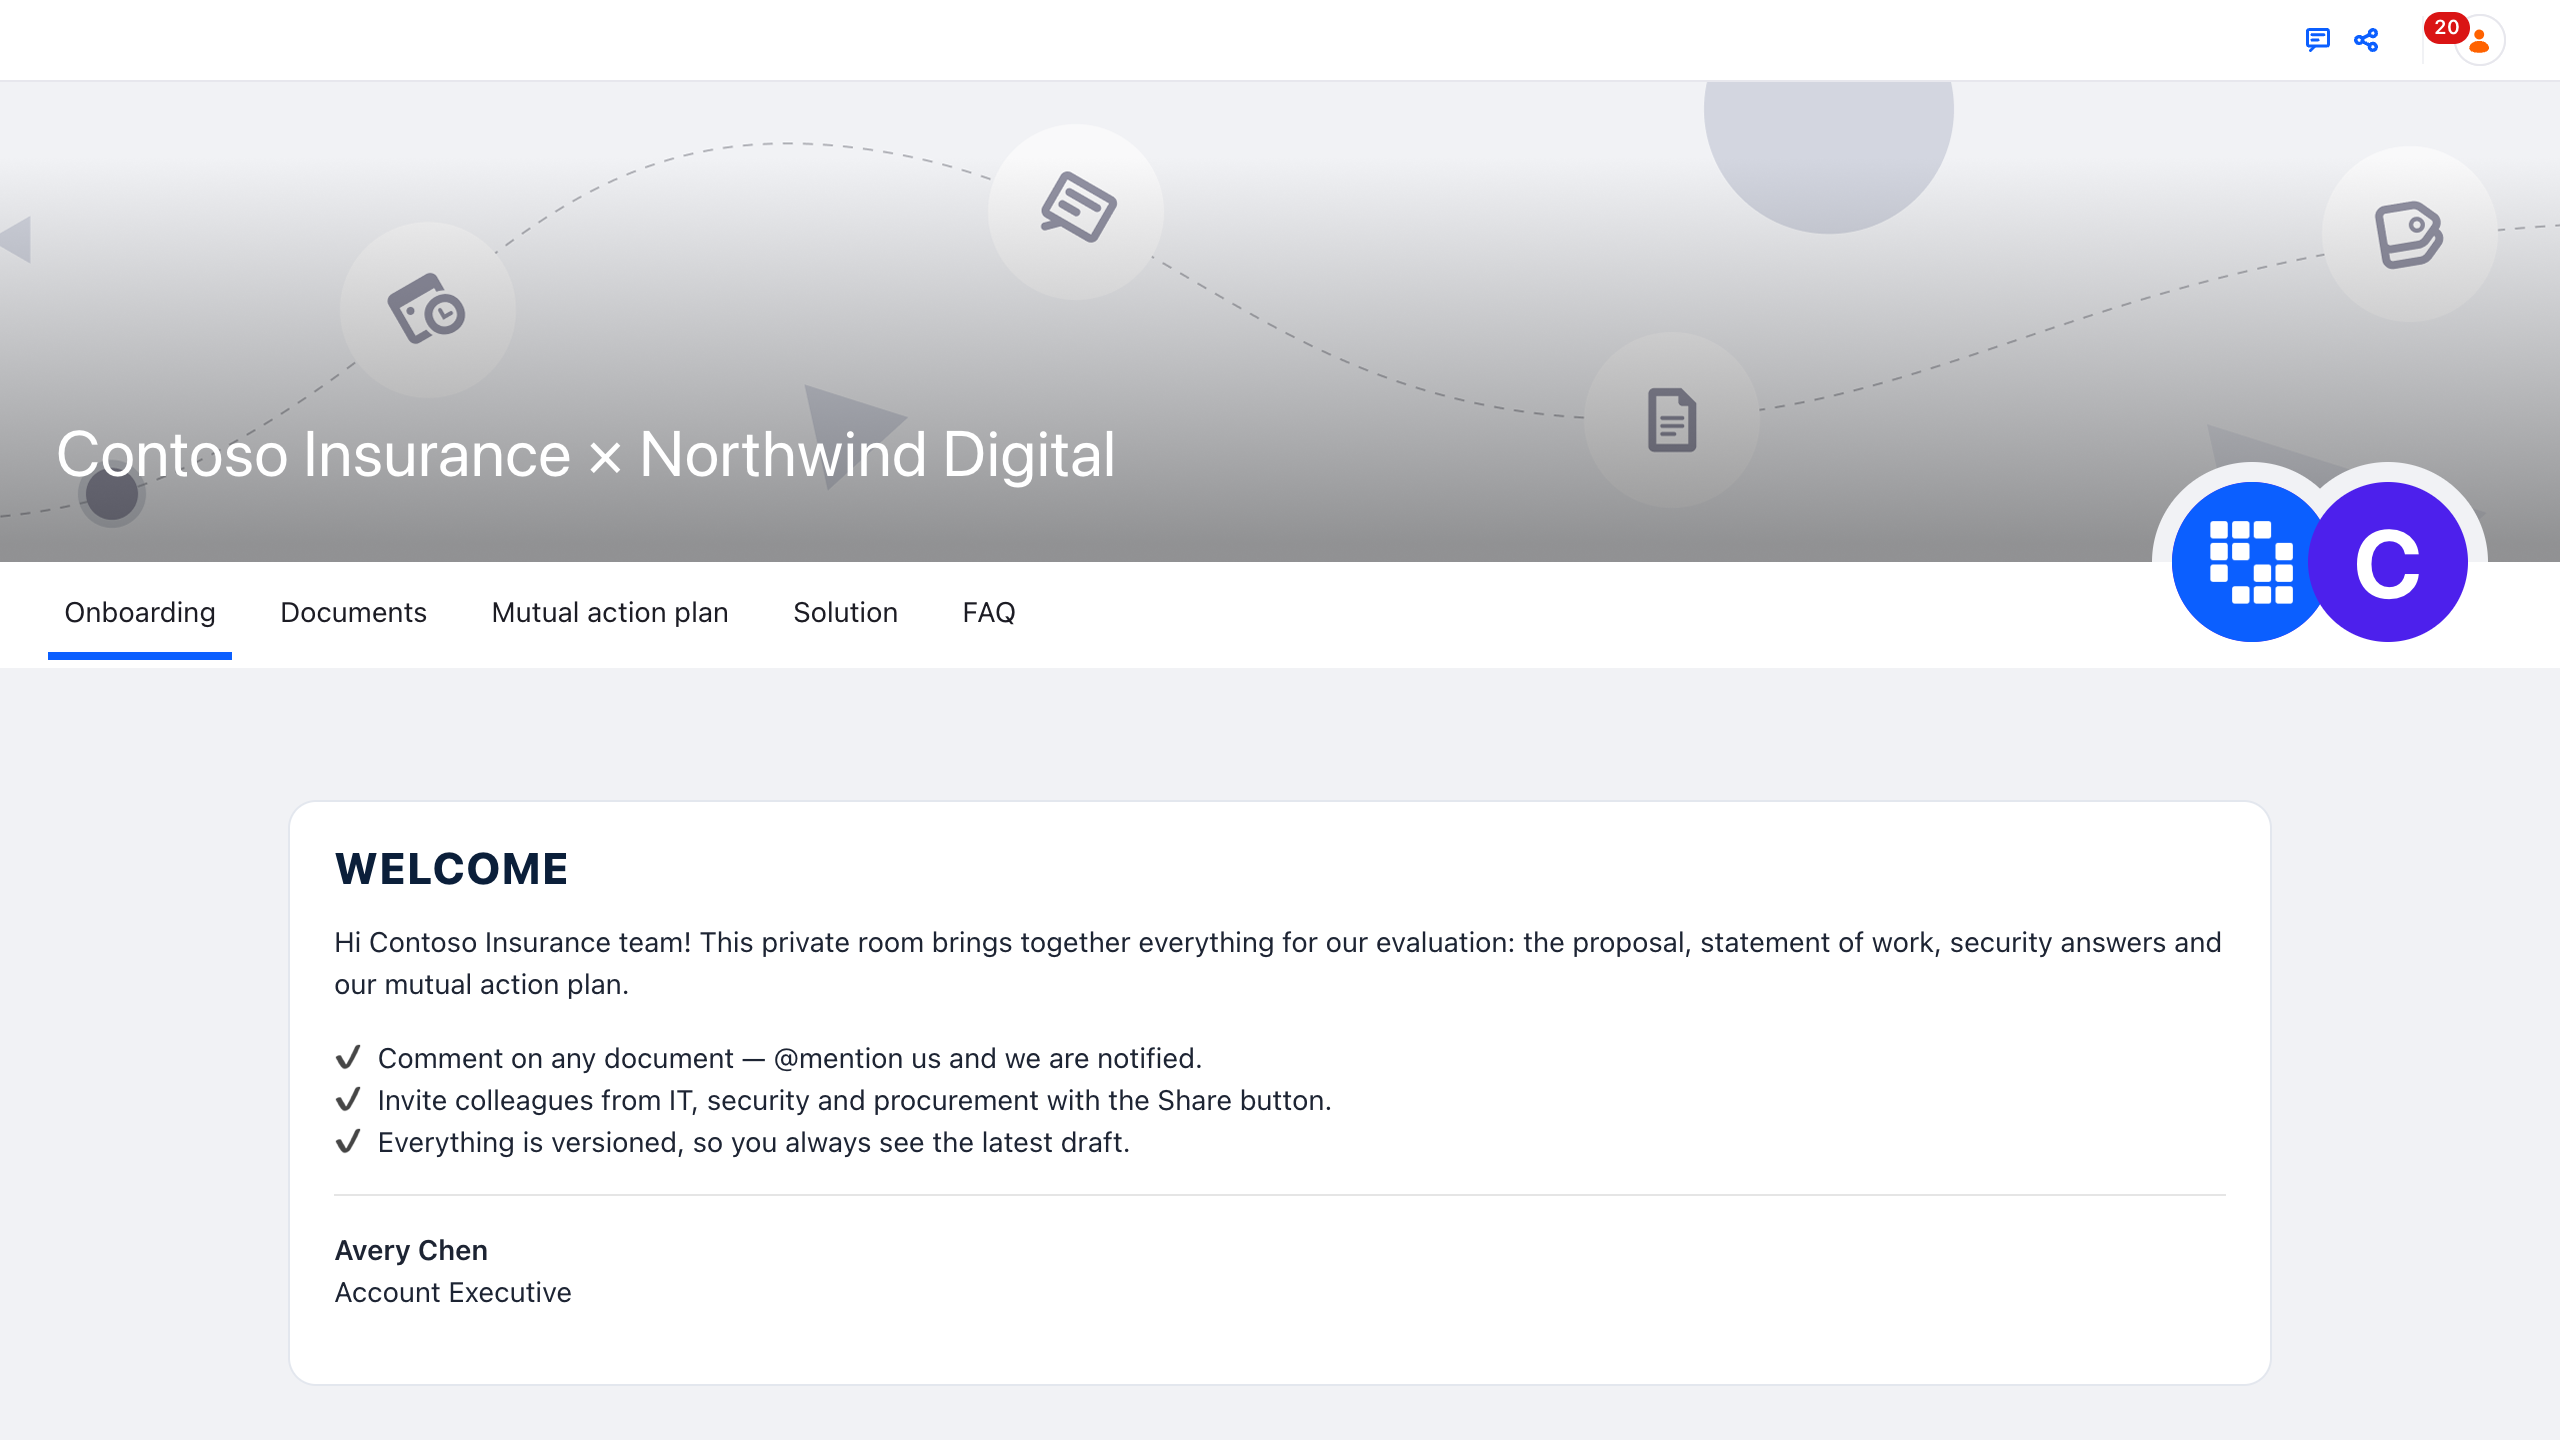 20
Contoso Insurance × Northwind Digital
Onboarding
Documents
Mutual action plan
Solution
FAQ
C
WELCOME
Hi Contoso Insurance team! This private room brings together everything for our evaluation: the proposal, statement of work, security answers and
our mutual action plan.
✔ Comment on any document — @mention us and we are notified.
✔ Invite colleagues from IT, security and procurement with the Share button.
✔ Everything is versioned, so you always see the latest draft.
Avery Chen
Account Executive